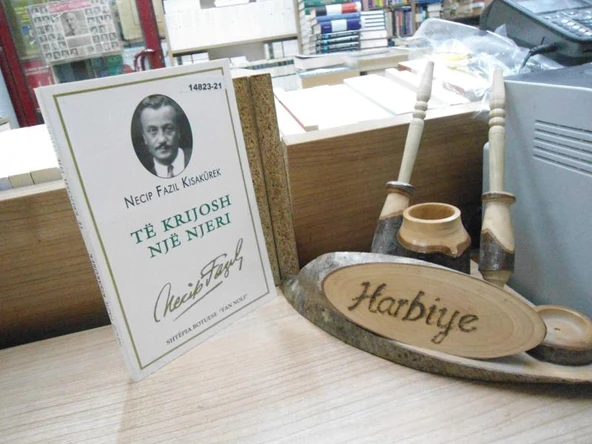 14823-21
NECIP FAZIL KISAKÜREK
TË KRIJOSH
NJË NJERI
Necip Fazıl
SHTËPIA BOTUESE "FAN NOLI"
Harbiye